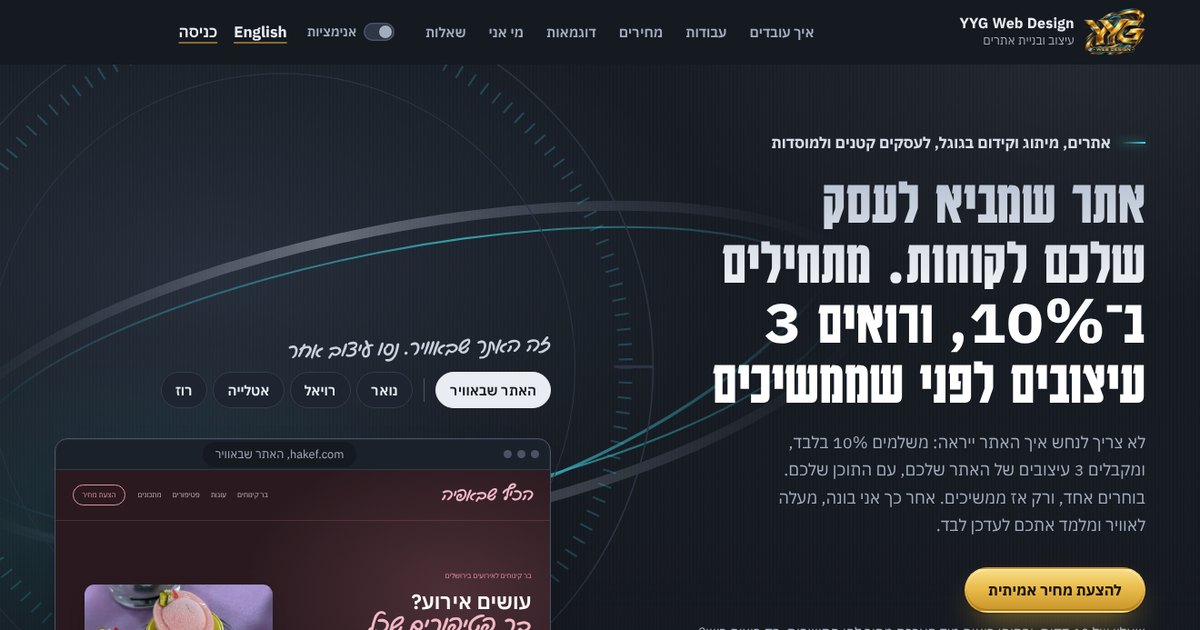 YYG Web Design
עיצוב ובניית אתרים
איך עובדים
עבודות
מחירים
דוגמאות
מי אני
שאלות
אנימציות
English
כניסה
אתרים, מיתוג וקידום בגוגל, לעסקים קטנים ולמוסדות
אתר שמביא לעסק
שלכם לקוחות. מתחילים
ב־10%, ורואים 3
עיצובים לפני שממשיכים
לא צריך לנחש איך האתר ייראה: משלמים 10% בלבד,
ומקבלים 3 עיצובים של האתר שלכם, עם התוכן שלכם.
בוחרים אחד, ורק אז ממשיכים. אחר כך אני בונה, מעלה
לאוויר ומלמד אתכם לעדכן לבד.
להצעת מחיר אמיתית
זה האתר שבאוויר. נסו עיצוב אחר
האתר שבאוויר
נואר
רויאל
אטלייה
רוז
hakef.com, האתר שבאוויר
הכיף שבאפיה
בר קינוחים
עוגות
פטיפורים
מתכונים
הצעת מחיר
בר קינוחים לאירועים בירושלים
עושים אירוע?
בר הפטיפורים שכל